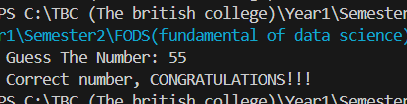 PS C:\TBC (The british college)\Year1\Semester
r1\Semester2\FODS(fundamental of data science)
Guess The Number: 55
Correct number, CONGRATULATIONS!!!
PS C:\TBC (The british college)\Year1\Semester